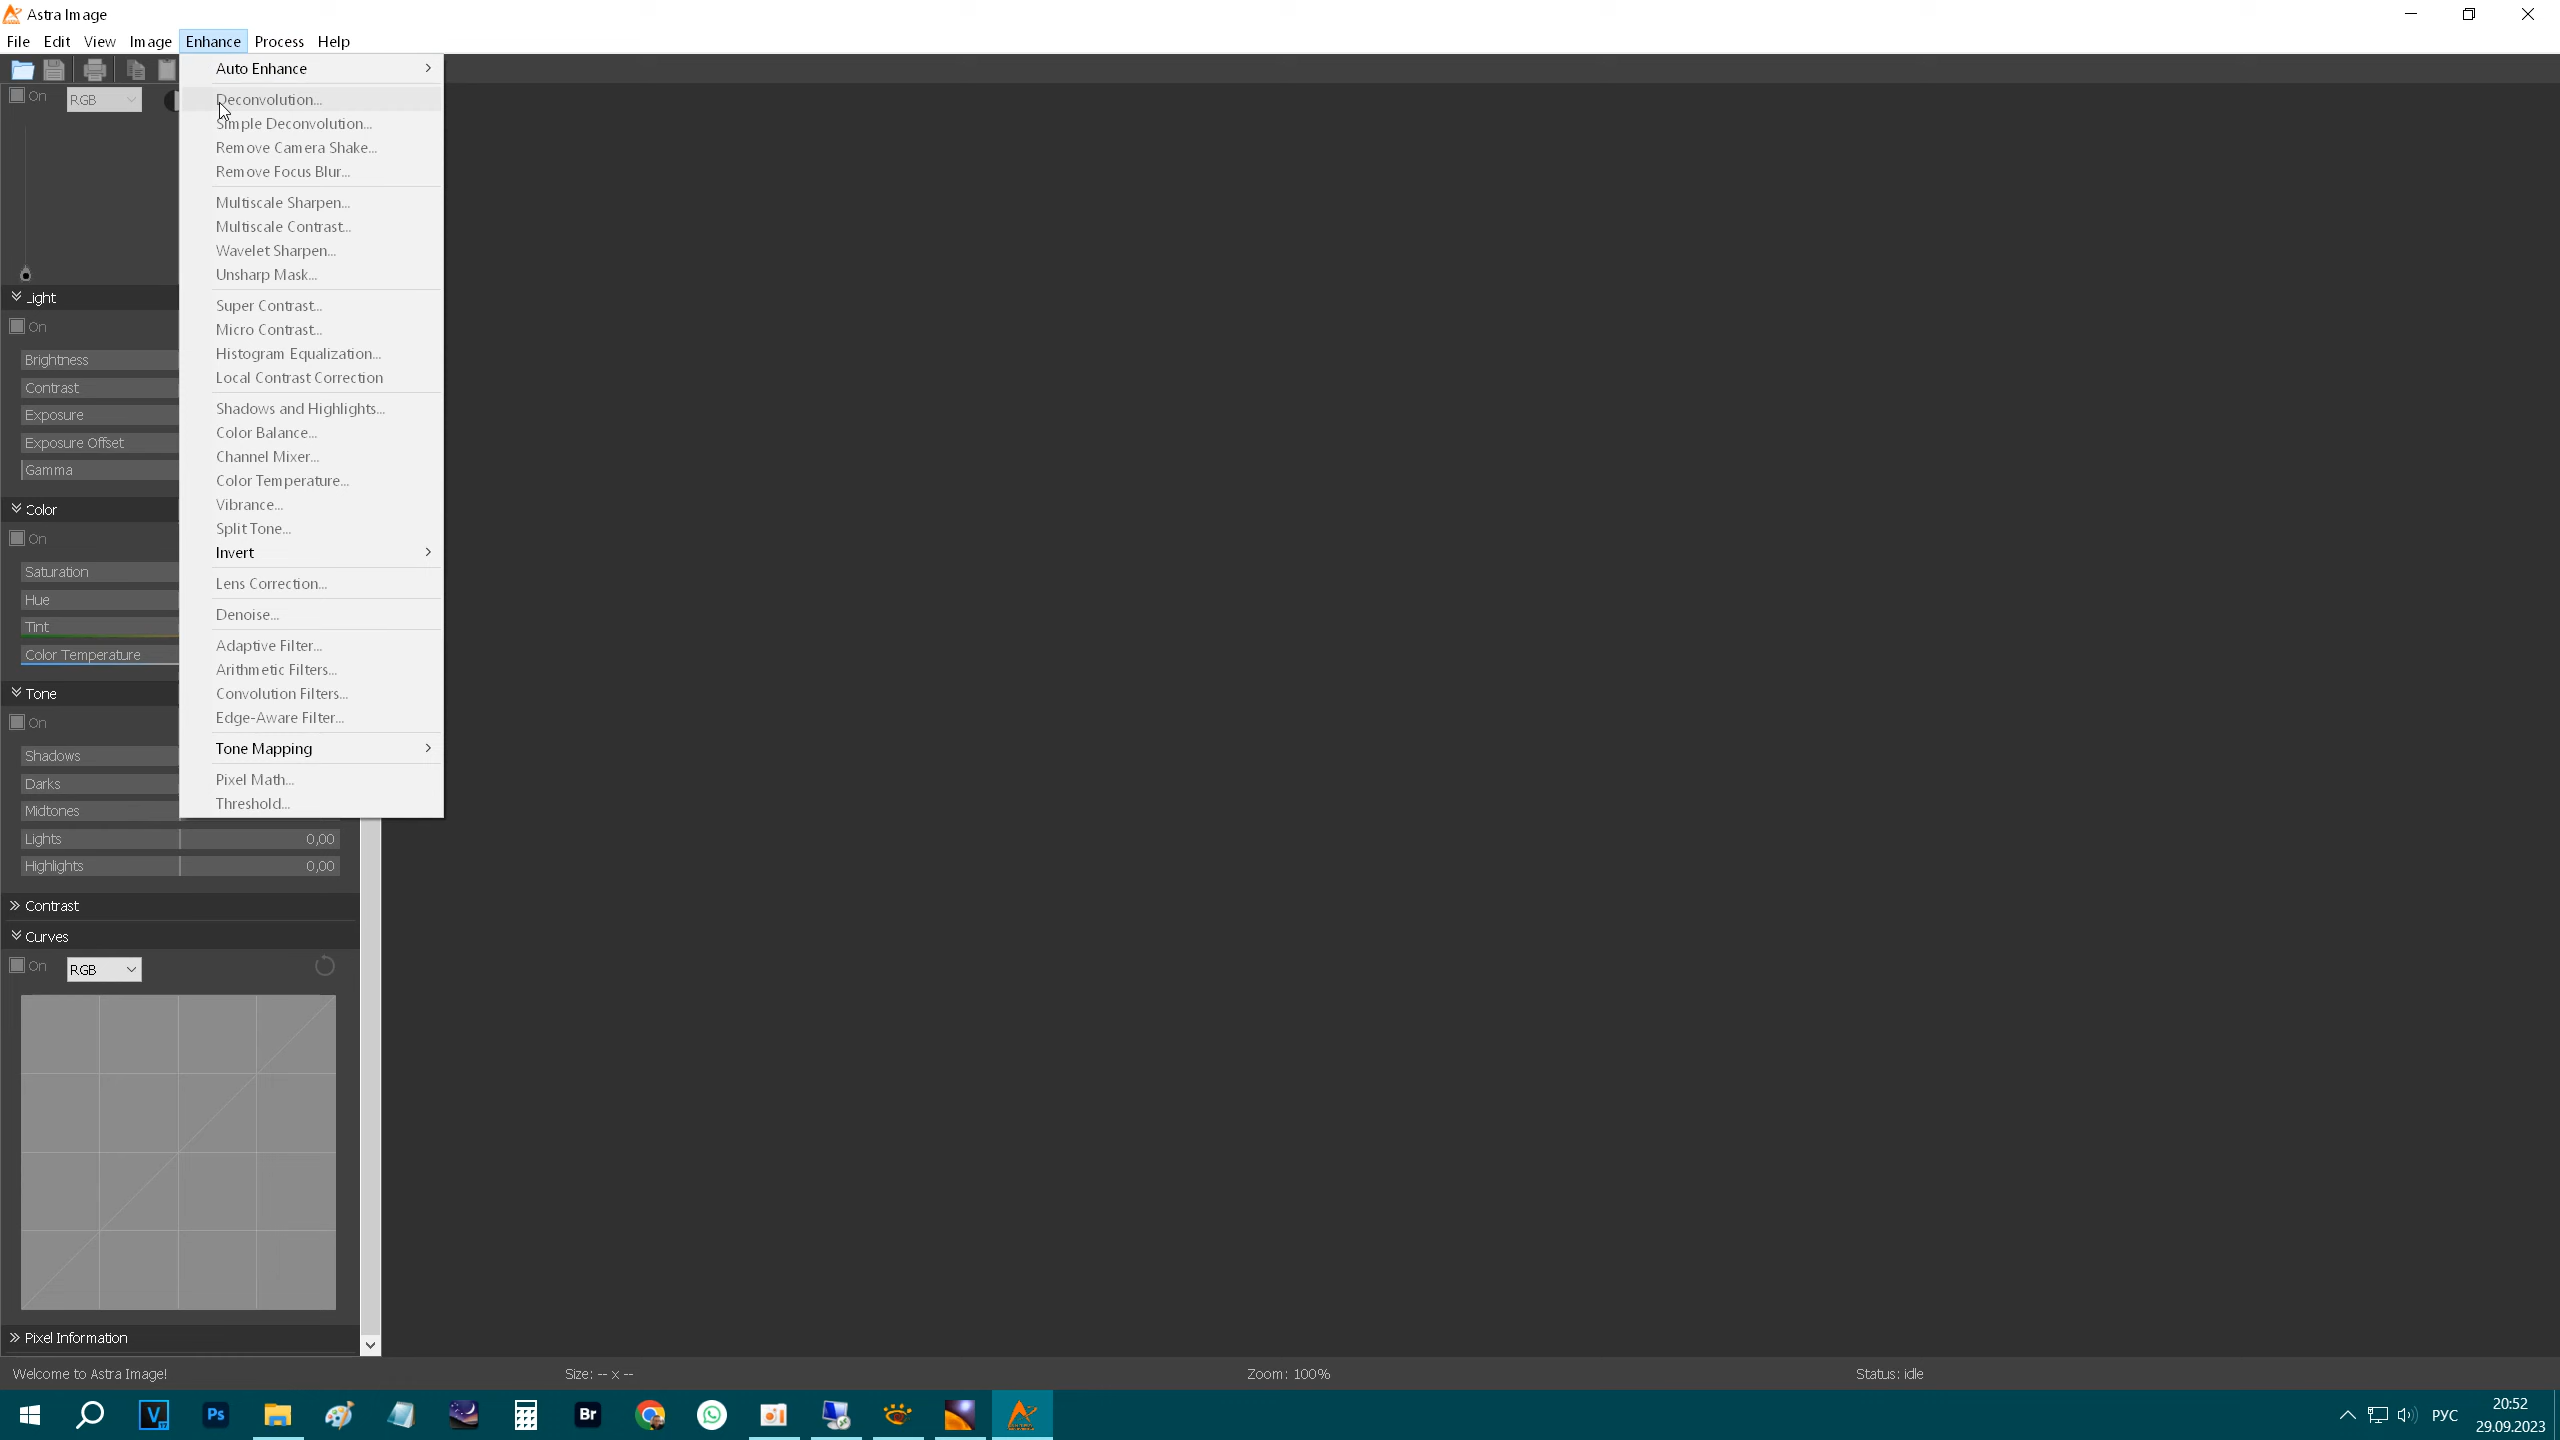 Astra Image
File Edit View Image Enhance Process Help
On RGB
Light
On
Brightness
Contrast
Exposure
Exposure Offset
Gamma
Color
On
Saturation
Hue
Tint
Color Temperature
Tone
On
Shadows
Darks
Midtones
Lights 0,00
Highlights 0,00
Contrast
Curves
On RGB
Pixel Information
Auto Enhance
Deconvolution...
Simple Deconvolution...
Remove Camera Shake...
Remove Focus Blur...
Multiscale Sharpen...
Multiscale Contrast...
Wavelet Sharpen...
Unsharp Mask...
Super Contrast...
Micro Contrast...
Histogram Equalization...
Local Contrast Correction
Shadows and Highlights...
Color Balance...
Channel Mixer...
Color Temperature...
Vibrance...
Split Tone...
Invert
Lens Correction...
Denoise...
Adaptive Filter...
Arithmetic Filters...
Convolution Filters...
Edge-Aware Filter...
Tone Mapping
Pixel Math...
Threshold...
Welcome to Astra Image! Size: -- x -- Zoom: 100% Status: idle
V 17 Ps Br РУС 20:52
29.09.2023